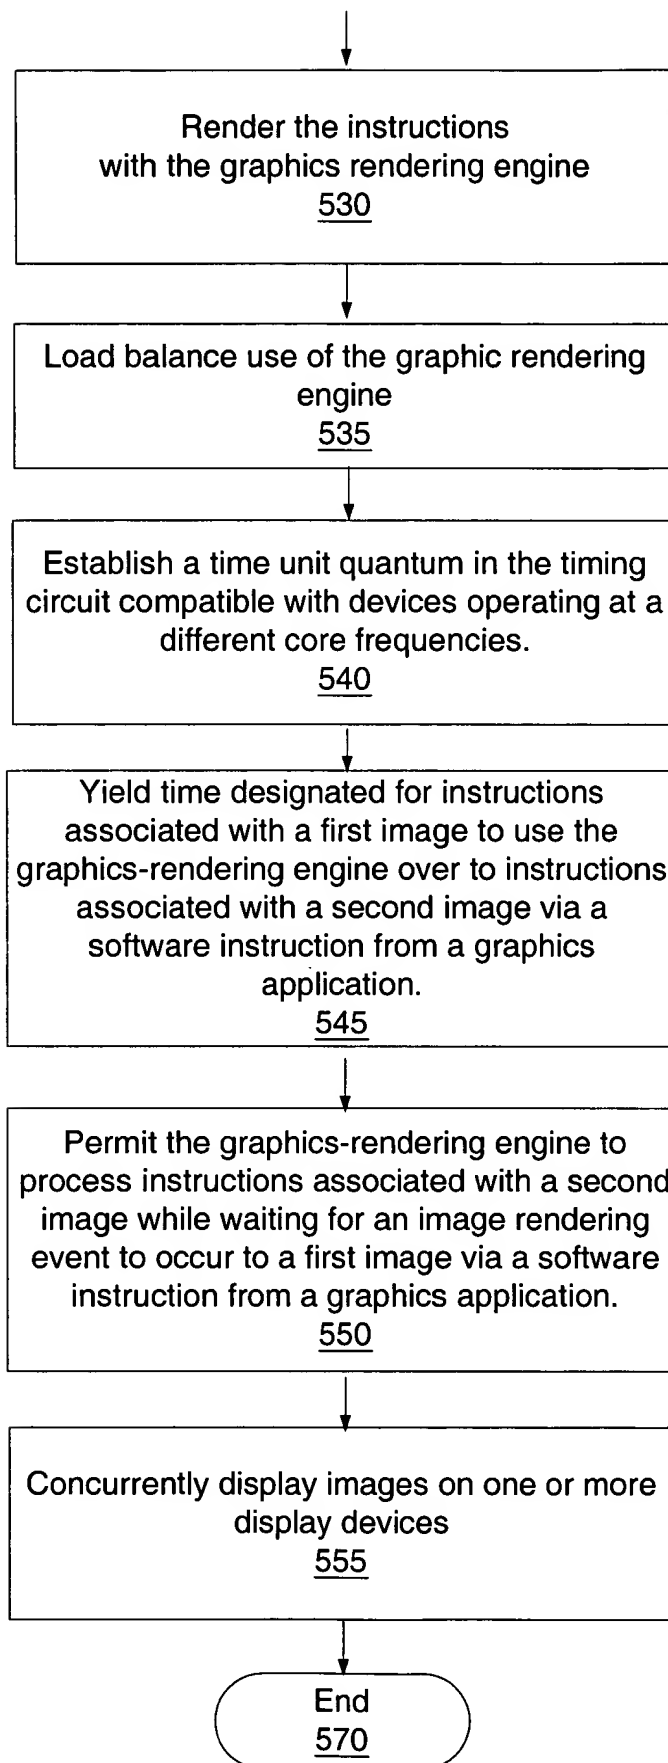 Render the instructions
with the graphics rendering engine
530
Load balance use of the graphic rendering
engine
535
Establish a time unit quantum in the timing
circuit compatible with devices operating at a
different core frequencies.
540
Yield time designated for instructions
associated with a first image to use the
graphics-rendering engine over to instructions
associated with a second image via a
software instruction from a graphics
application.
545
Permit the graphics-rendering engine to
process instructions associated with a second
image while waiting for an image rendering
event to occur to a first image via a software
instruction from a graphics application.
550
Concurrently display images on one or more
display devices
555
End
570